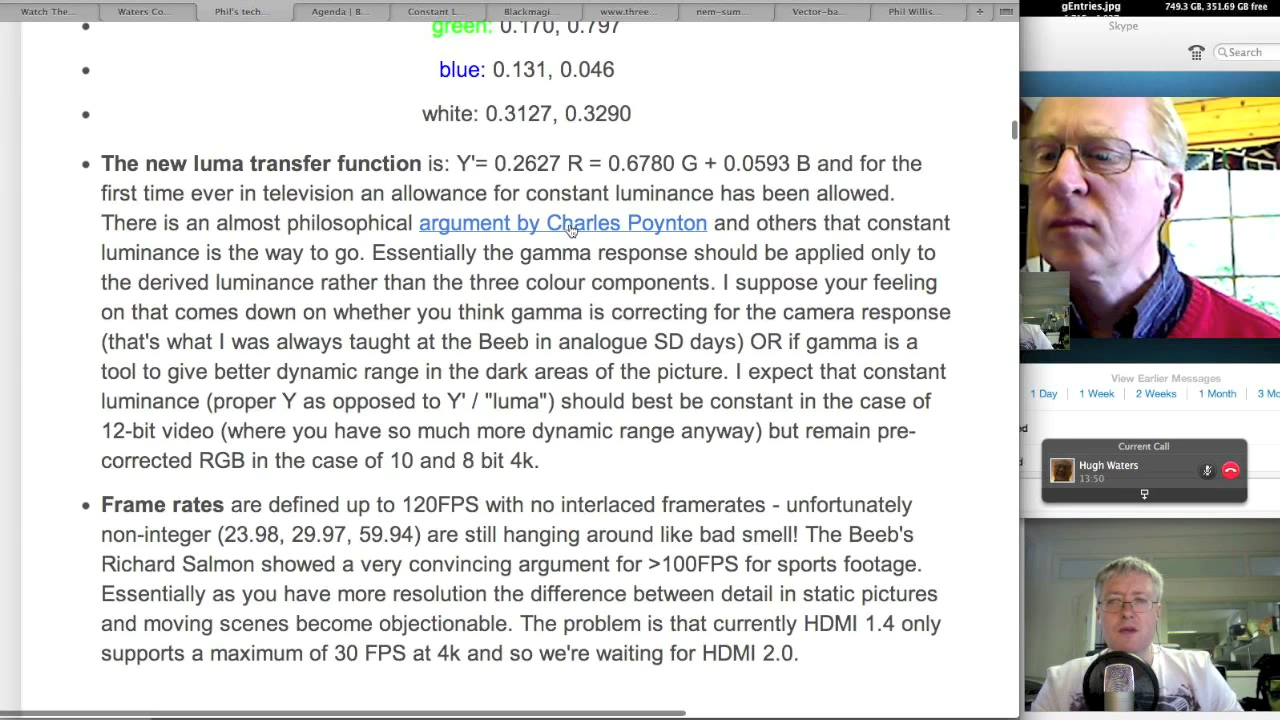 Watch The...
Waters Co...
Phil's tech...
Agenda | B...
Constant L...
Blackmagi...
www.three...
nem-sum...
Vector-ba...
Phil Willis...
gEntries.jpg
749.3 GB, 351.69 GB free
Skype
Search
green: 0.170, 0.797
blue: 0.131, 0.046
white: 0.3127, 0.3290
The new luma transfer function is: Y'= 0.2627 R = 0.6780 G + 0.0593 B and for the
first time ever in television an allowance for constant luminance has been allowed.
There is an almost philosophical argument by Charles Poynton and others that constant
luminance is the way to go. Essentially the gamma response should be applied only to
the derived luminance rather than the three colour components. I suppose your feeling
on that comes down on whether you think gamma is correcting for the camera response
(that's what I was always taught at the Beeb in analogue SD days) OR if gamma is a
tool to give better dynamic range in the dark areas of the picture. I expect that constant
luminance (proper Y as opposed to Y' / "luma") should best be constant in the case of
12-bit video (where you have so much more dynamic range anyway) but remain pre-
corrected RGB in the case of 10 and 8 bit 4k.
Frame rates are defined up to 120FPS with no interlaced framerates - unfortunately
non-integer (23.98, 29.97, 59.94) are still hanging around like bad smell! The Beeb's
Richard Salmon showed a very convincing argument for >100FPS for sports footage.
Essentially as you have more resolution the difference between detail in static pictures
and moving scenes become objectionable. The problem is that currently HDMI 1.4 only
supports a maximum of 30 FPS at 4k and so we're waiting for HDMI 2.0.
View Earlier Messages
1 Day
1 Week
2 Weeks
1 Month
3 Mo
Current Call
Hugh Waters
13:50